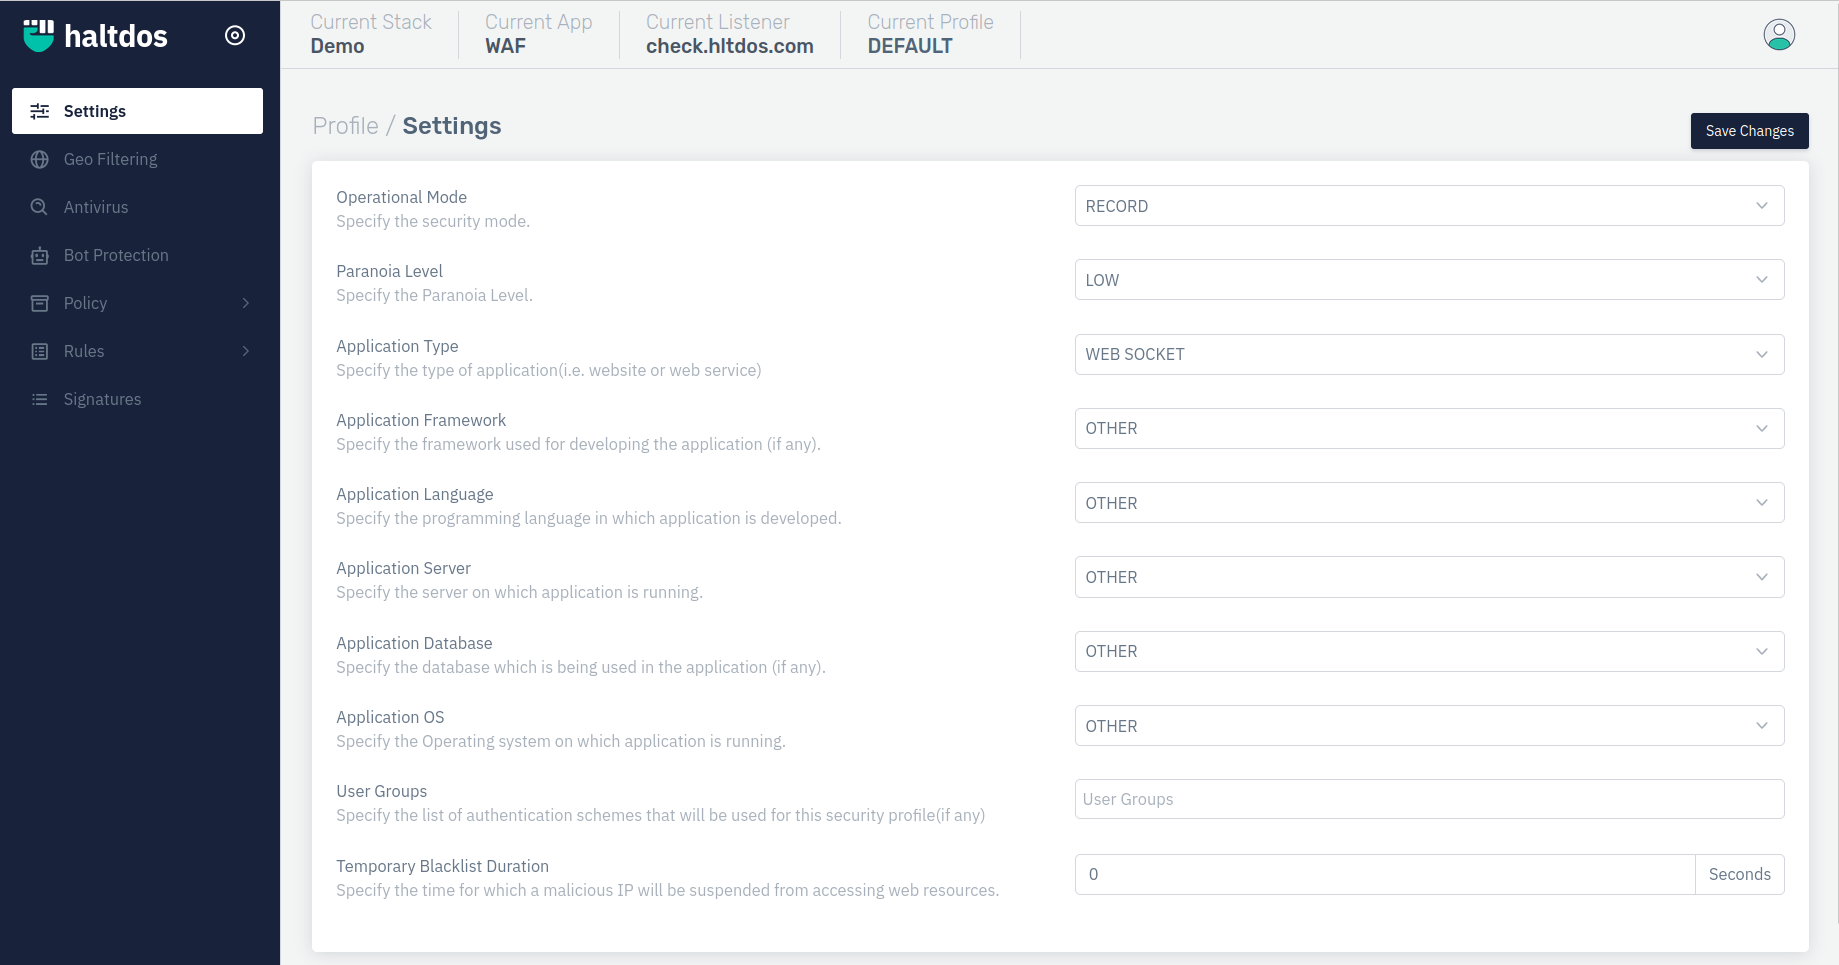 haltdos
Current Stack
Demo
Current App
WAF
Current Listener
check.hltdos.com
Current Profile
DEFAULT
Settings
Geo Filtering
Antivirus
Bot Protection
Policy
Rules
Signatures
Profile / Settings
Save Changes
Operational Mode
Specify the security mode.
RECORD
Paranoia Level
Specify the Paranoia Level.
LOW
Application Type
Specify the type of application(i.e. website or web service)
WEB SOCKET
Application Framework
Specify the framework used for developing the application (if any).
OTHER
Application Language
Specify the programming language in which application is developed.
OTHER
Application Server
Specify the server on which application is running.
OTHER
Application Database
Specify the database which is being used in the application (if any).
OTHER
Application OS
Specify the Operating system on which application is running.
OTHER
User Groups
Specify the list of authentication schemes that will be used for this security profile(if any)
User Groups
Temporary Blacklist Duration
Specify the time for which a malicious IP will be suspended from accessing web resources.
0 Seconds